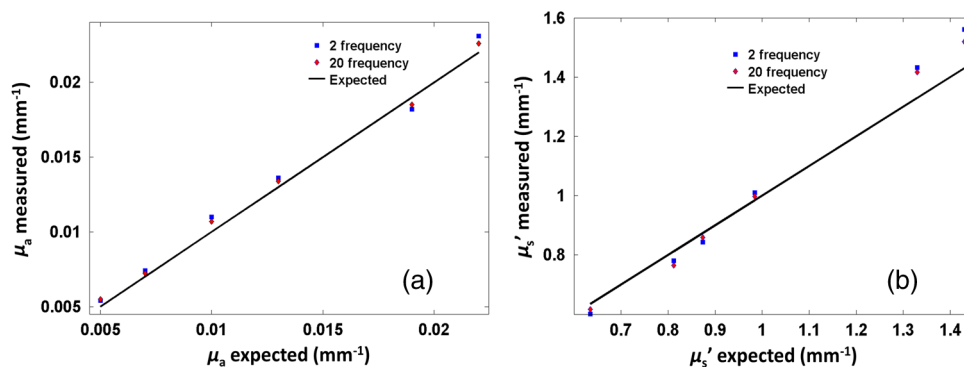 2 frequency
20 frequency
Expected
0.02
0.015
0.01
0.005
μa measured (mm-1)
(a)
0.005
0.01
0.015
0.02
μa expected (mm-1)
2 frequency
20 frequency
Expected
1.6
1.4
1.2
1
0.8
μs' measured (mm-1)
(b)
0.7
0.8
0.9
1
1.1
1.2
1.3
1.4
μs' expected (mm-1)